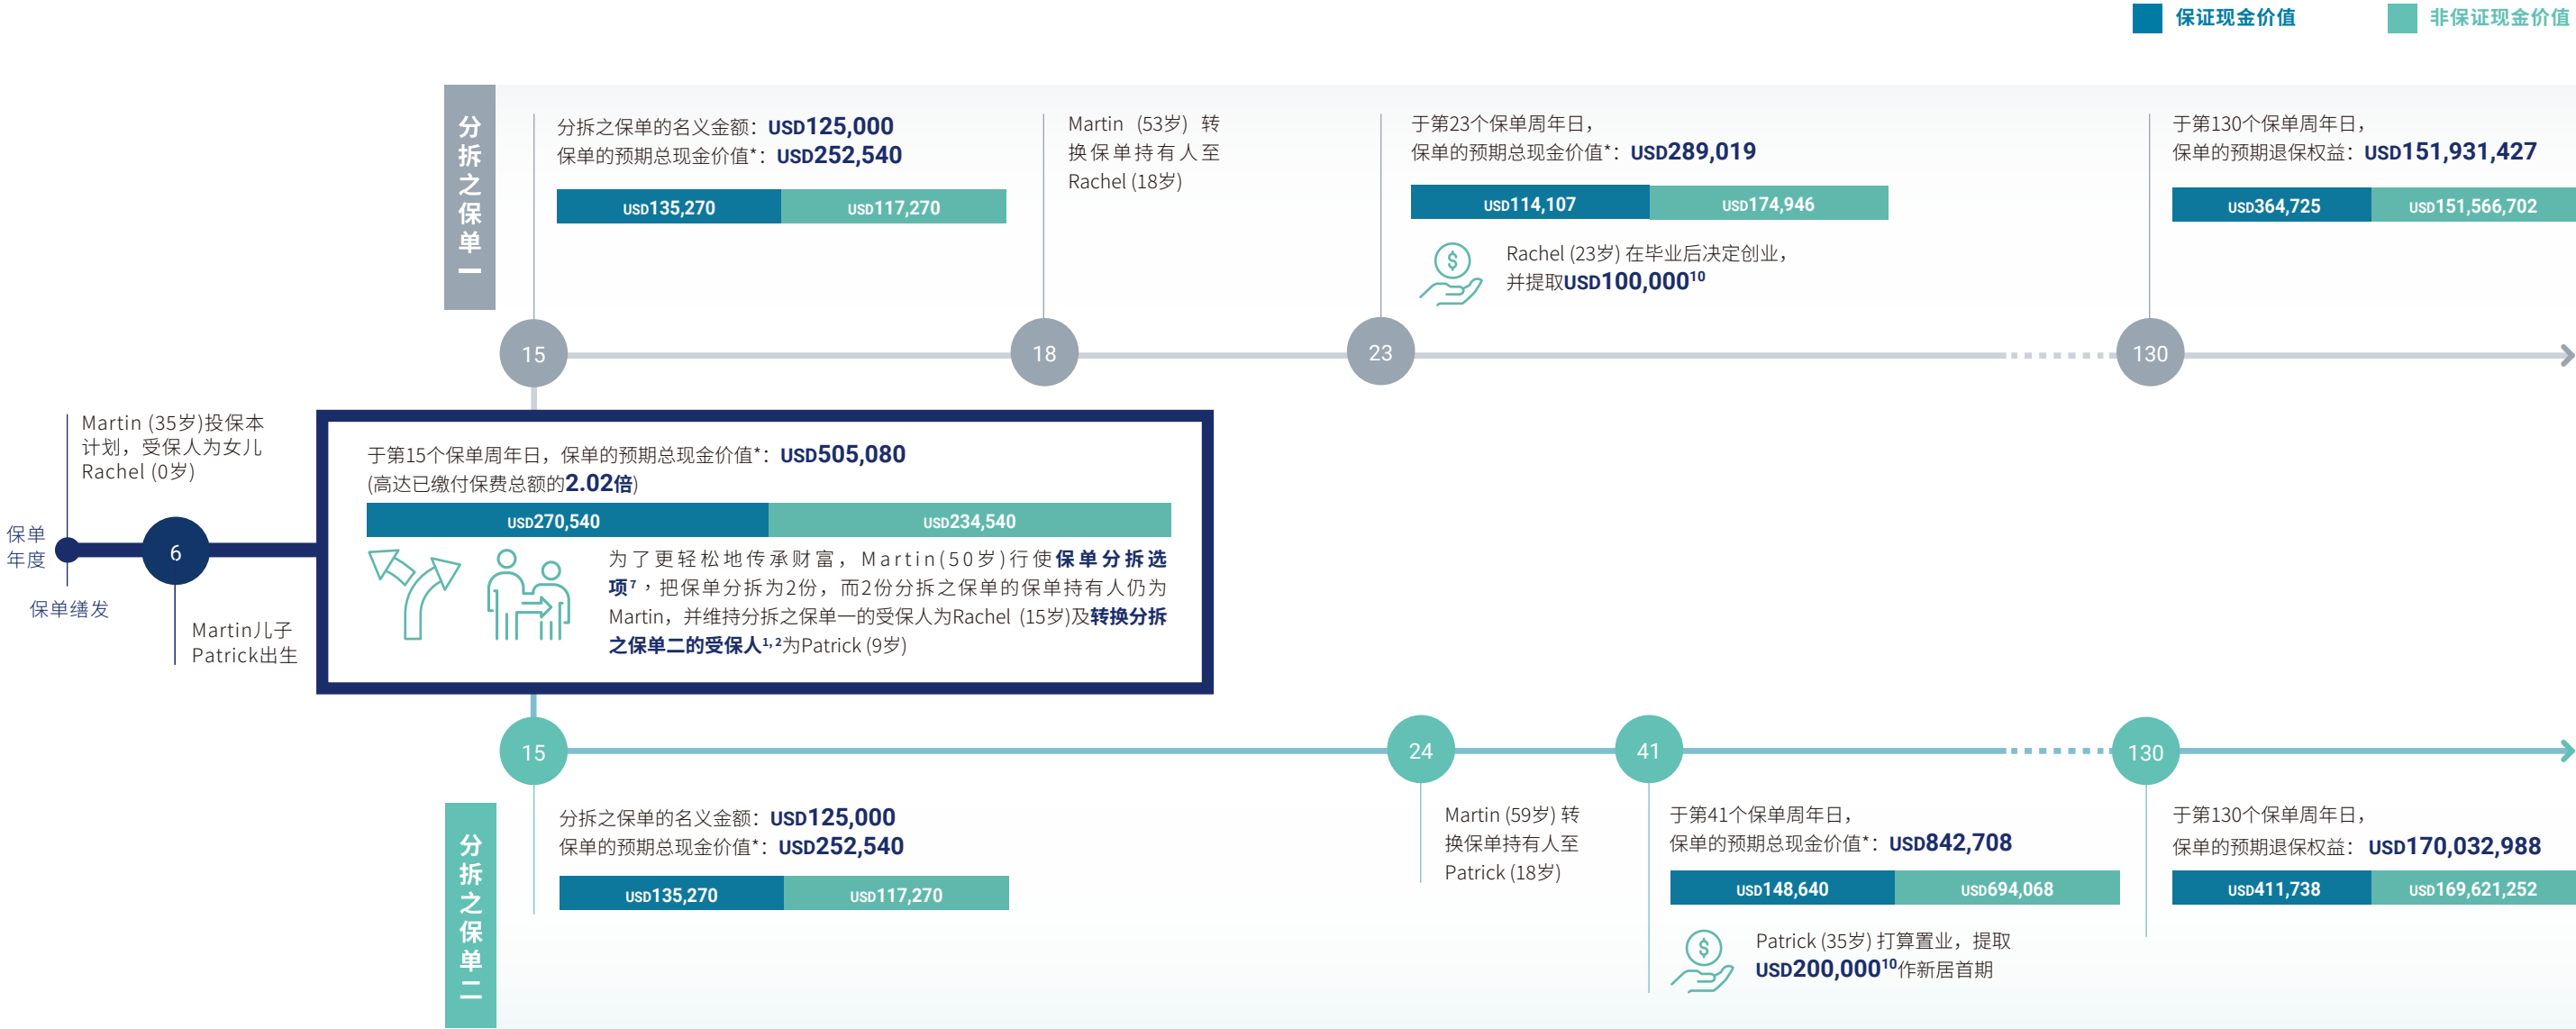 保证现金价值
非保证现金价值
分拆之保单一
分拆之保单的名义金额：USD125,000
保单的预期总现金价值*：USD252,540
USD135,270
USD117,270
Martin (53岁) 转
换保单持有人至
Rachel (18岁)
于第23个保单周年日，
保单的预期总现金价值*：USD289,019
USD114,107
USD174,946
Rachel (23岁) 在毕业后决定创业，
并提取USD100,000¹⁰
于第130个保单周年日，
保单的预期退保权益：USD151,931,427
USD364,725
USD151,566,702
15
18
23
130
Martin (35岁)投保本
计划，受保人为女儿
Rachel (0岁)
保单
年度
6
保单缮发
Martin儿子
Patrick出生
于第15个保单周年日，保单的预期总现金价值*：USD505,080
(高达已缴付保费总额的2.02倍)
USD270,540
USD234,540
为了更轻松地传承财富，Martin(50岁)行使保单分拆选
项⁷，把保单分拆为2份，而2份分拆之保单的保单持有人仍为
Martin，并维持分拆之保单一的受保人为Rachel (15岁)及转换分拆
之保单二的受保人¹,²为Patrick (9岁)
15
24
41
130
分拆之保单二
分拆之保单的名义金额：USD125,000
保单的预期总现金价值*：USD252,540
USD135,270
USD117,270
Martin (59岁) 转
换保单持有人至
Patrick (18岁)
于第41个保单周年日，
保单的预期总现金价值*：USD842,708
USD148,640
USD694,068
Patrick (35岁) 打算置业，提取
USD200,000¹⁰作新居首期
于第130个保单周年日，
保单的预期退保权益：USD170,032,988
USD411,738
USD169,621,252